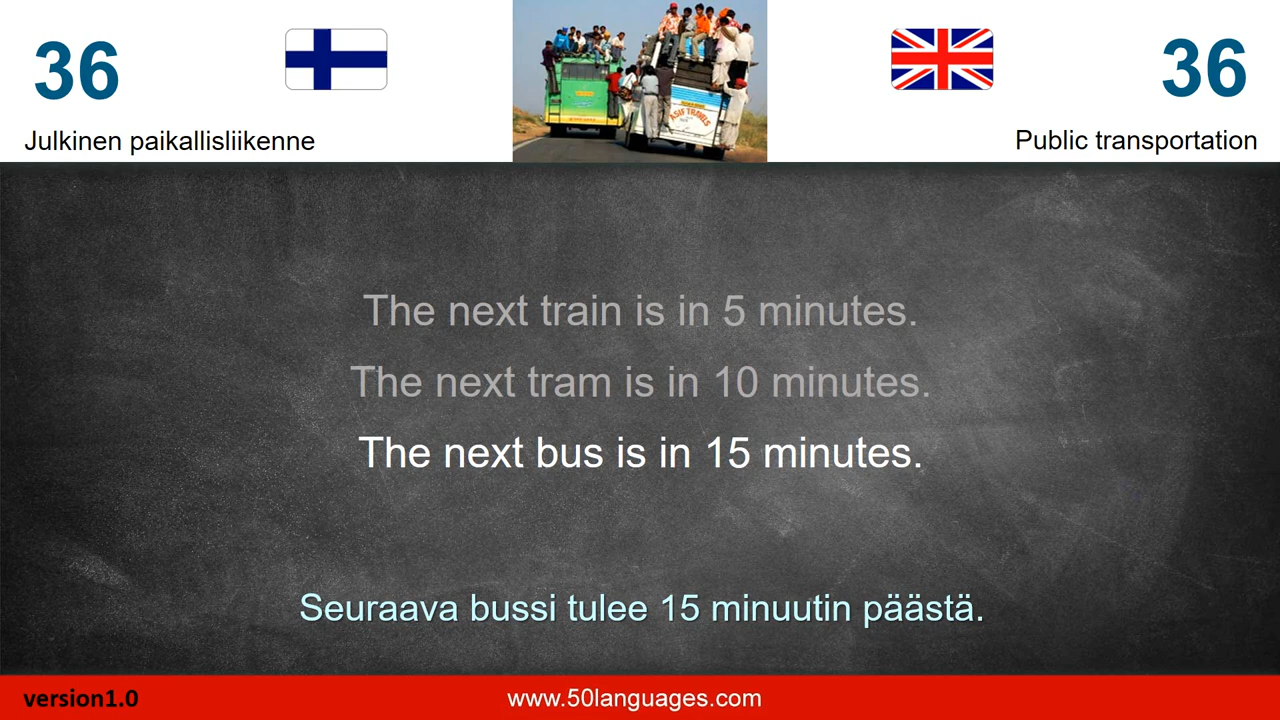 36
36
Julkinen paikallisliikenne
Public transportation
ASIF TRAVELS
The next train is in 5 minutes.
The next tram is in 10 minutes.
The next bus is in 15 minutes.
Seuraava bussi tulee 15 minuutin päästä.
version1.0
www.50languages.com